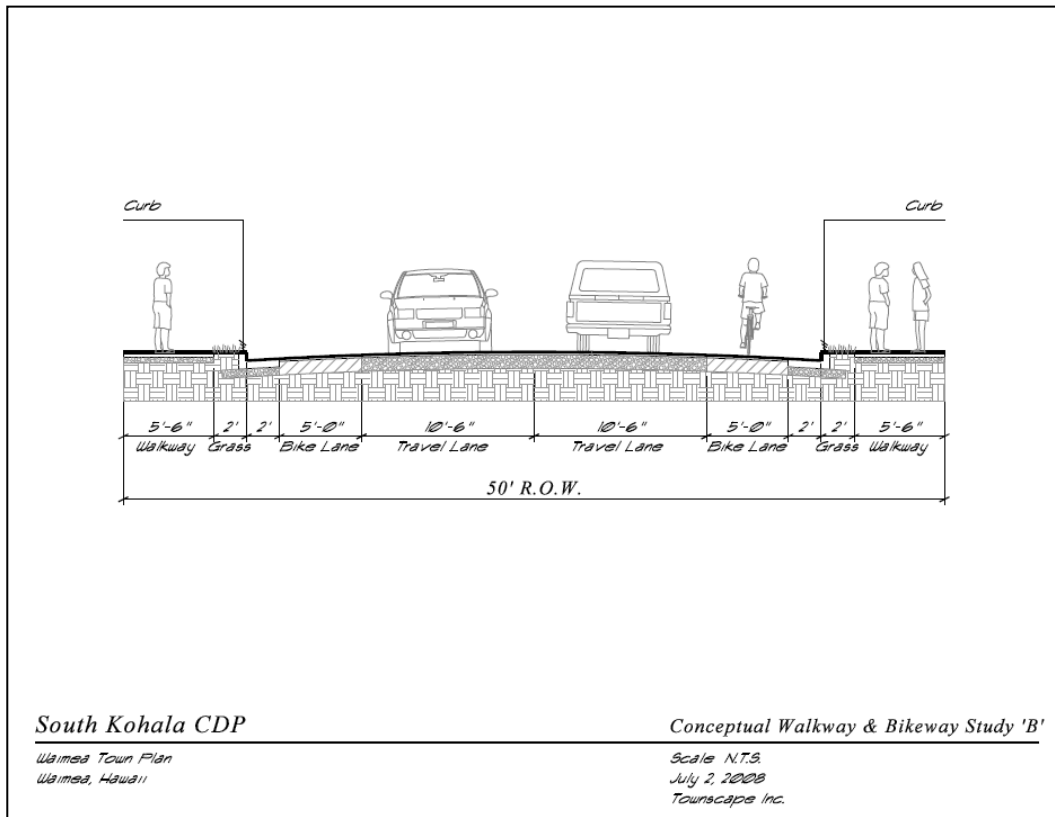 Curb Curb
5'-6" 2' 2' 5'-0" 10'-6" 10'-6" 5'-0" 2' 2' 5'-6"
Walkway Grass Bike Lane Travel Lane Travel Lane Bike Lane Grass Walkway
50' R.O.W.
South Kohala CDP
Waimea Town Plan
Waimea, Hawaii
Conceptual Walkway & Bikeway Study 'B'
Scale N.T.S.
July 2, 2008
Townscape Inc.